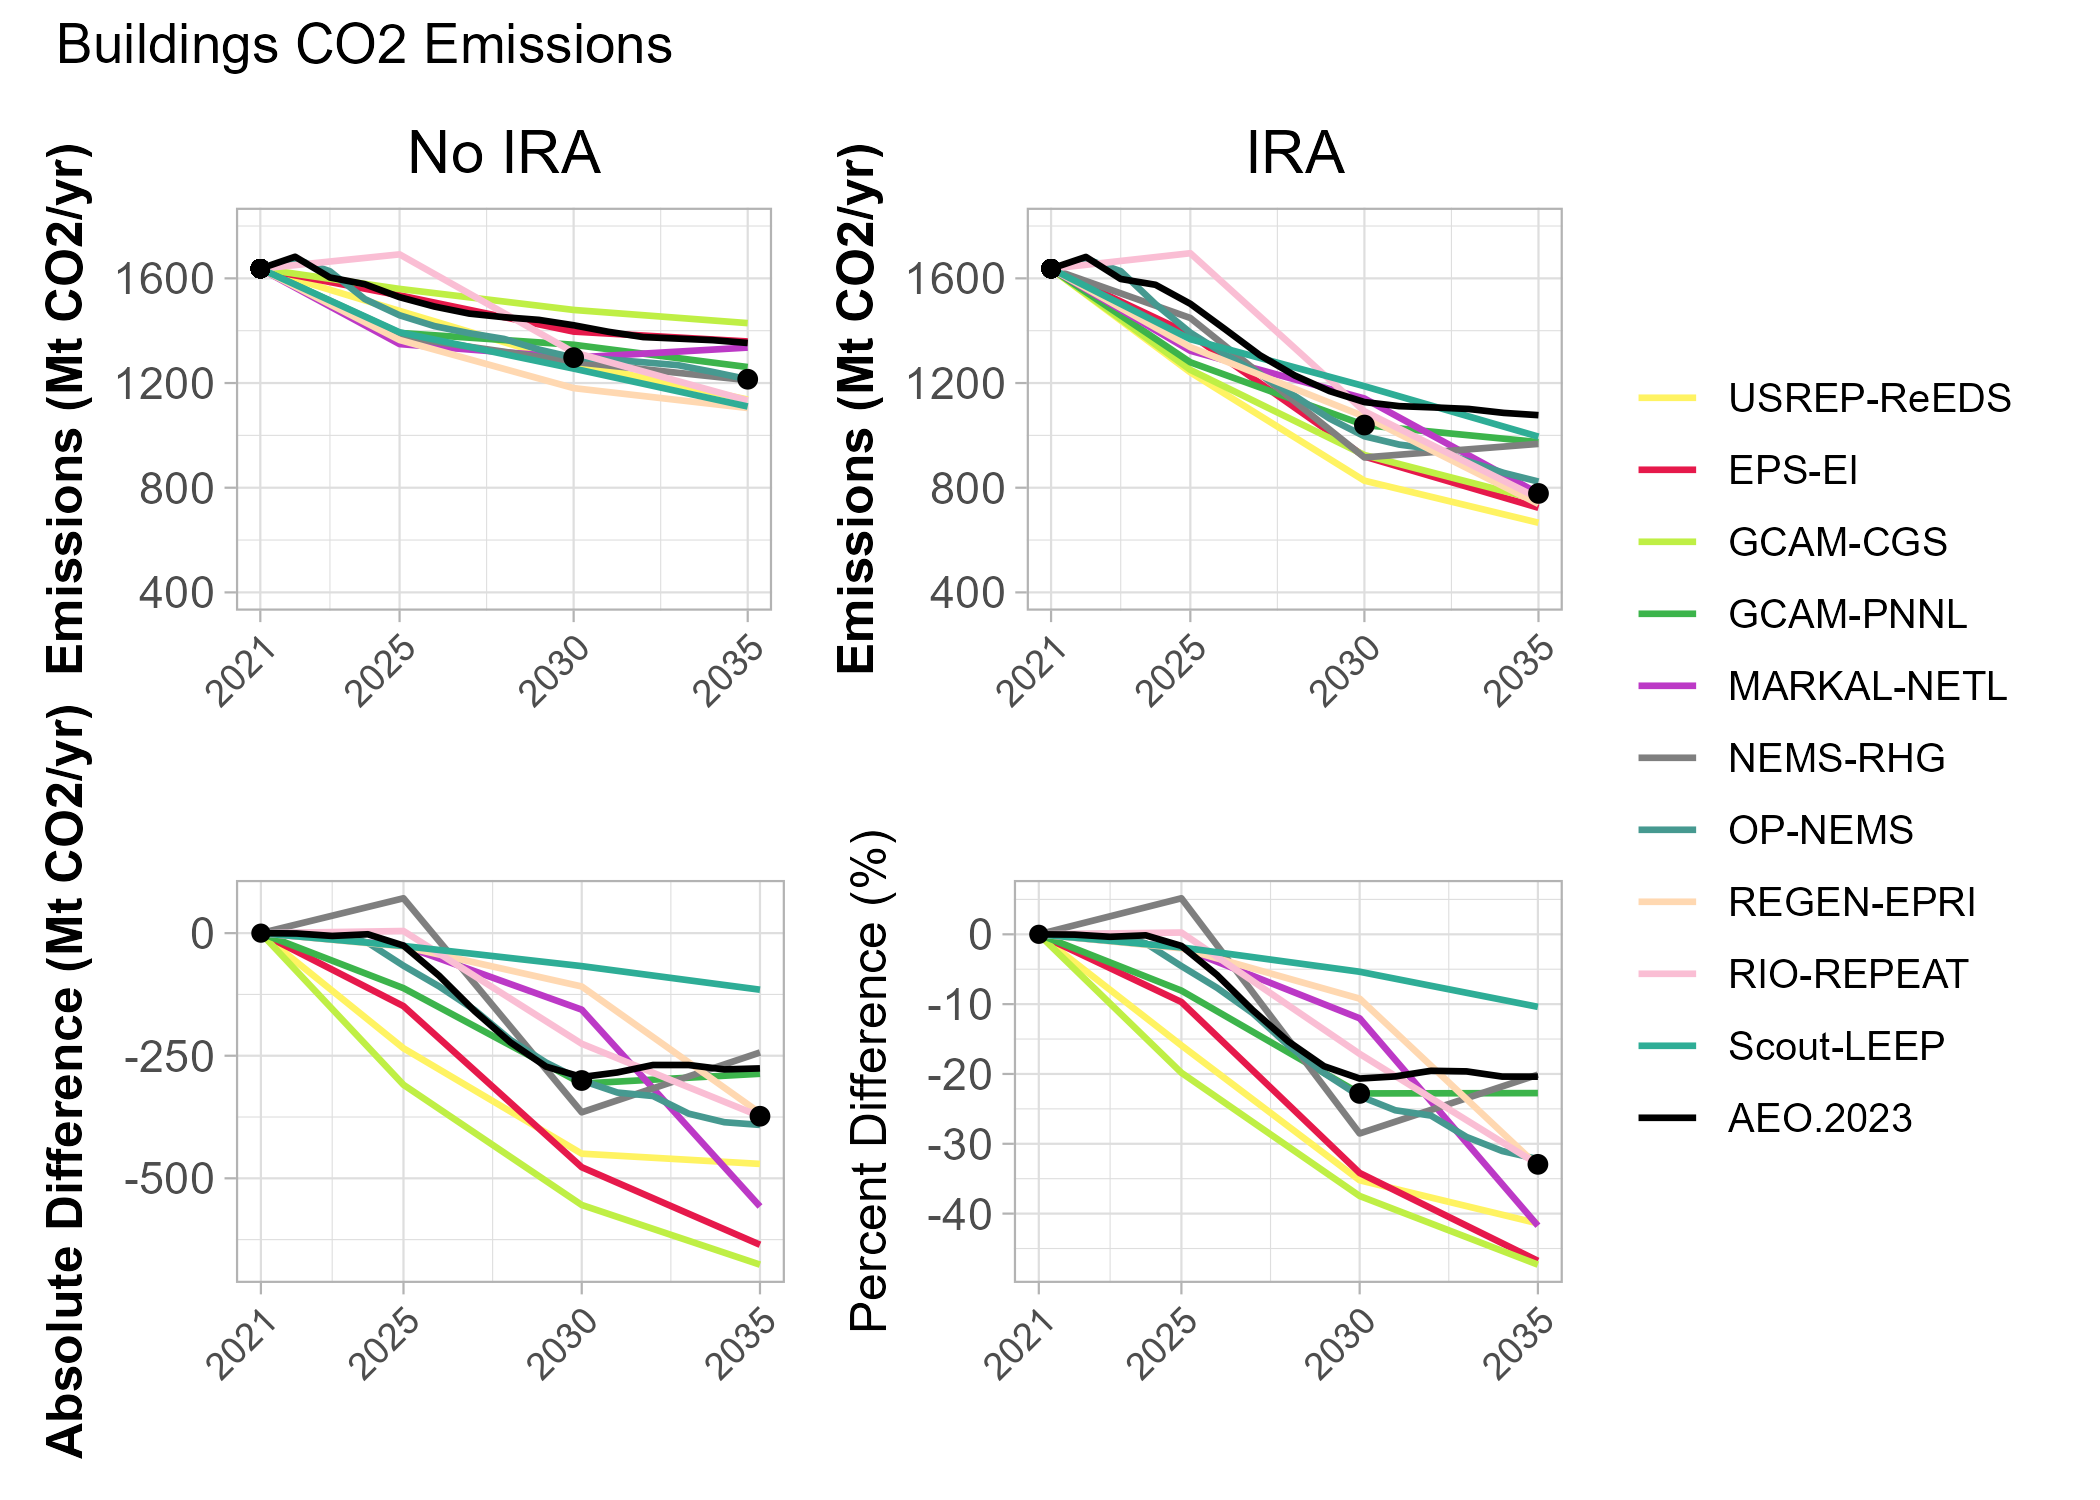 Buildings CO2 Emissions
No IRA
Emissions (Mt CO2/yr)
1600
1200
800
400
2021
2025
2030
2035
IRA
Emissions (Mt CO2/yr)
1600
1200
800
400
2021
2025
2030
2035
Absolute Difference (Mt CO2/yr)
0
-250
-500
2021
2025
2030
2035
Percent Difference (%)
0
-10
-20
-30
-40
2021
2025
2030
2035
USREP-ReEDS
EPS-EI
GCAM-CGS
GCAM-PNNL
MARKAL-NETL
NEMS-RHG
OP-NEMS
REGEN-EPRI
RIO-REPEAT
Scout-LEEP
AEO.2023